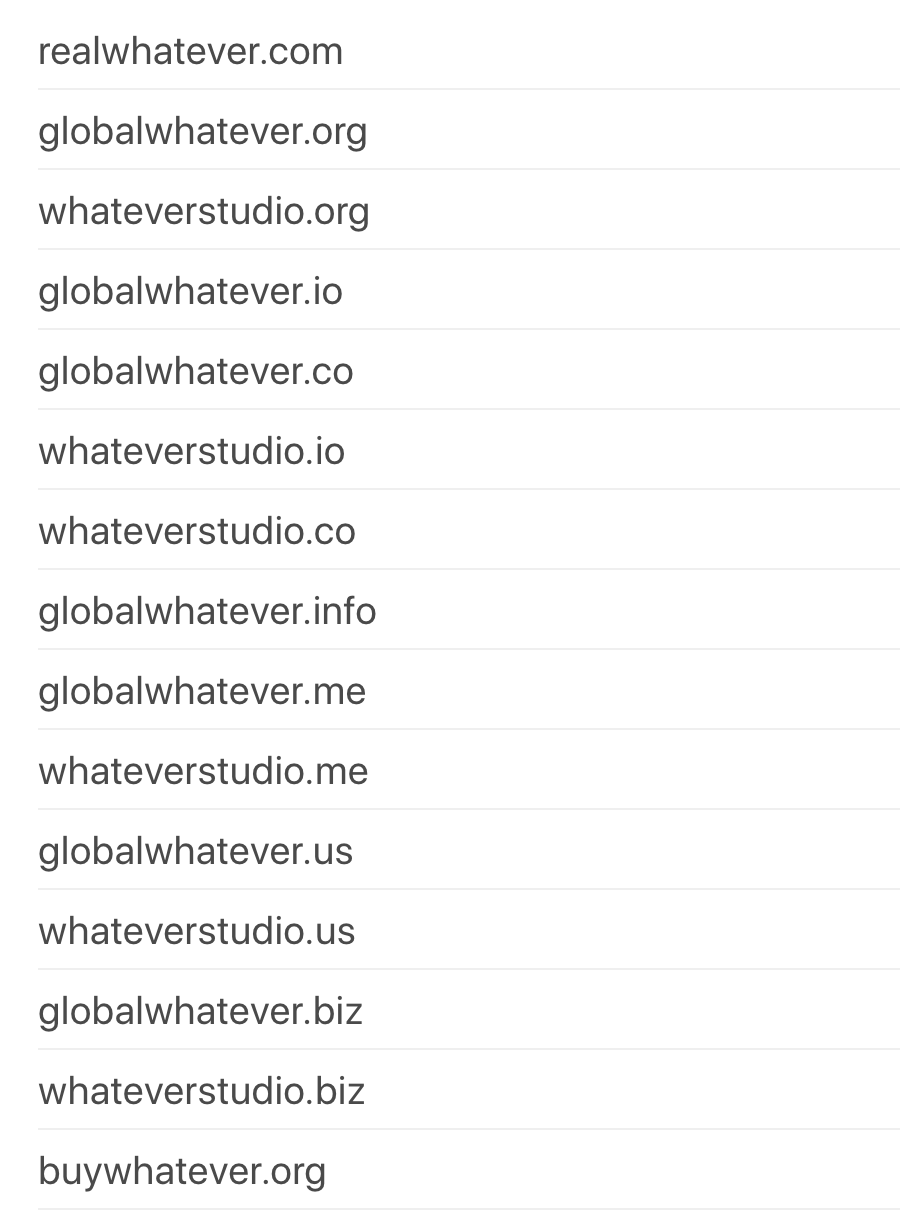 realwhatever.com
globalwhatever.org
whateverstudio.org
globalwhatever.io
globalwhatever.co
whateverstudio.io
whateverstudio.co
globalwhatever.info
globalwhatever.me
whateverstudio.me
globalwhatever.us
whateverstudio.us
globalwhatever.biz
whateverstudio.biz
buywhatever.org